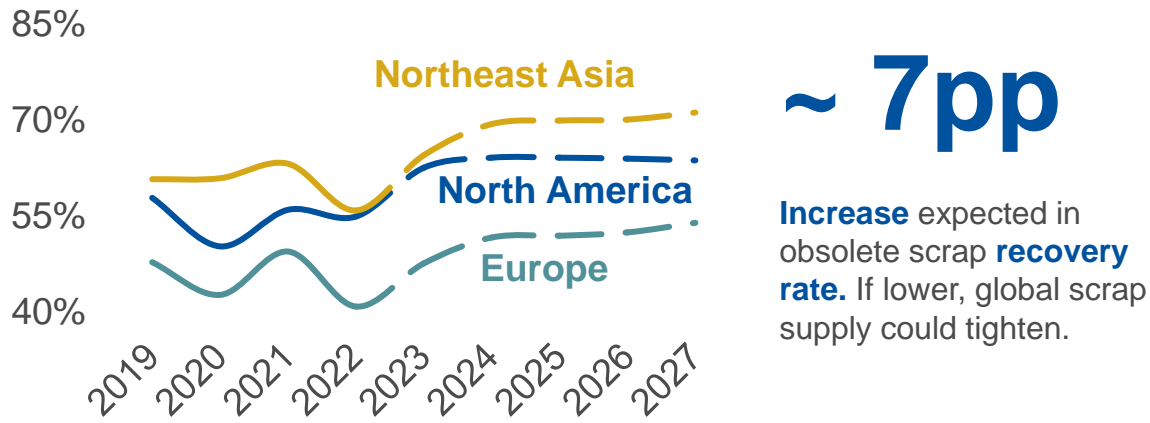 85%
70%
55%
40%
Northeast Asia
North America
Europe
2019
2020
2021
2022
2023
2024
2025
2026
2027
~ 7pp
Increase expected in
obsolete scrap recovery
rate. If lower, global scrap
supply could tighten.